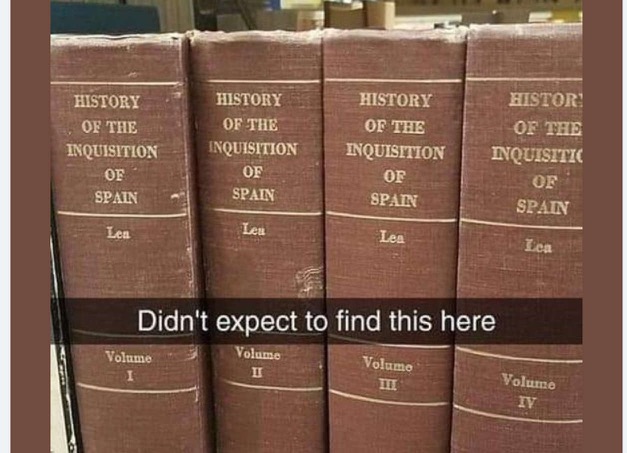 HISTORY
OF THE
INQUISITION
OF
SPAIN
Lea
Volume
I
HISTORY
OF THE
INQUISITION
OF
SPAIN
Lea
Volume
II
HISTORY
OF THE
INQUISITION
OF
SPAIN
Lea
Volume
III
HISTOR
OF THE
INQUISITI
OF
SPAIN
Lea
Volume
IV
Didn't expect to find this here